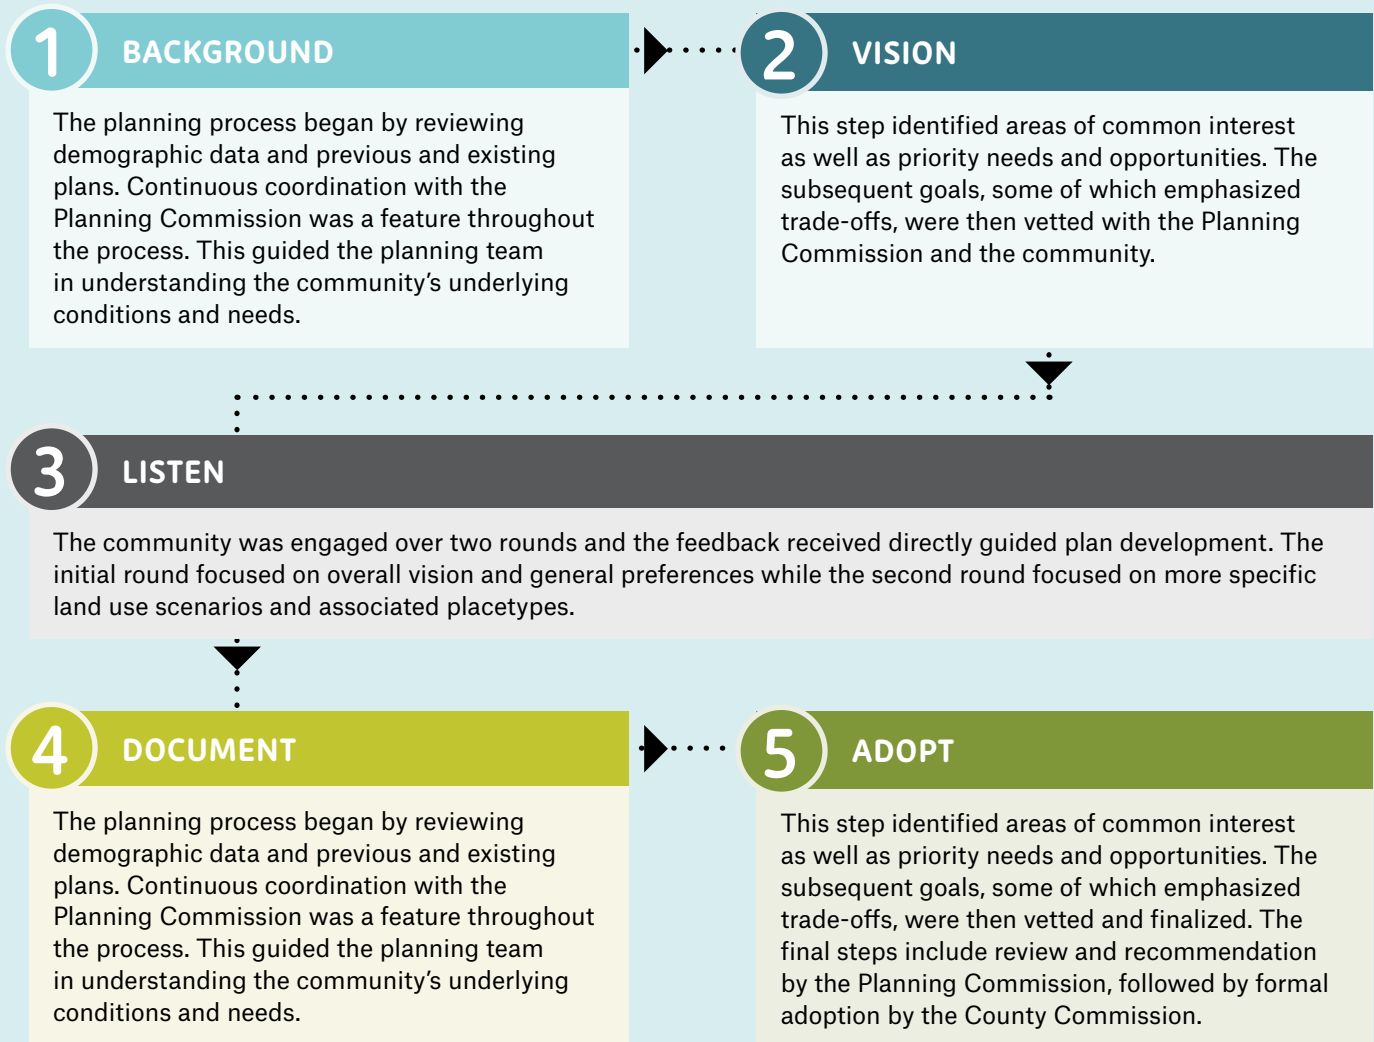 1 BACKGROUND
The planning process began by reviewing
demographic data and previous and existing
plans. Continuous coordination with the
Planning Commission was a feature throughout
the process. This guided the planning team
in understanding the community’s underlying
conditions and needs.
2 VISION
This step identified areas of common interest
as well as priority needs and opportunities. The
subsequent goals, some of which emphasized
trade-offs, were then vetted with the Planning
Commission and the community.
3 LISTEN
The community was engaged over two rounds and the feedback received directly guided plan development. The
initial round focused on overall vision and general preferences while the second round focused on more specific
land use scenarios and associated placetypes.
4 DOCUMENT
The planning process began by reviewing
demographic data and previous and existing
plans. Continuous coordination with the
Planning Commission was a feature throughout
the process. This guided the planning team
in understanding the community’s underlying
conditions and needs.
5 ADOPT
This step identified areas of common interest
as well as priority needs and opportunities. The
subsequent goals, some of which emphasized
trade-offs, were then vetted and finalized. The
final steps include review and recommendation
by the Planning Commission, followed by formal
adoption by the County Commission.